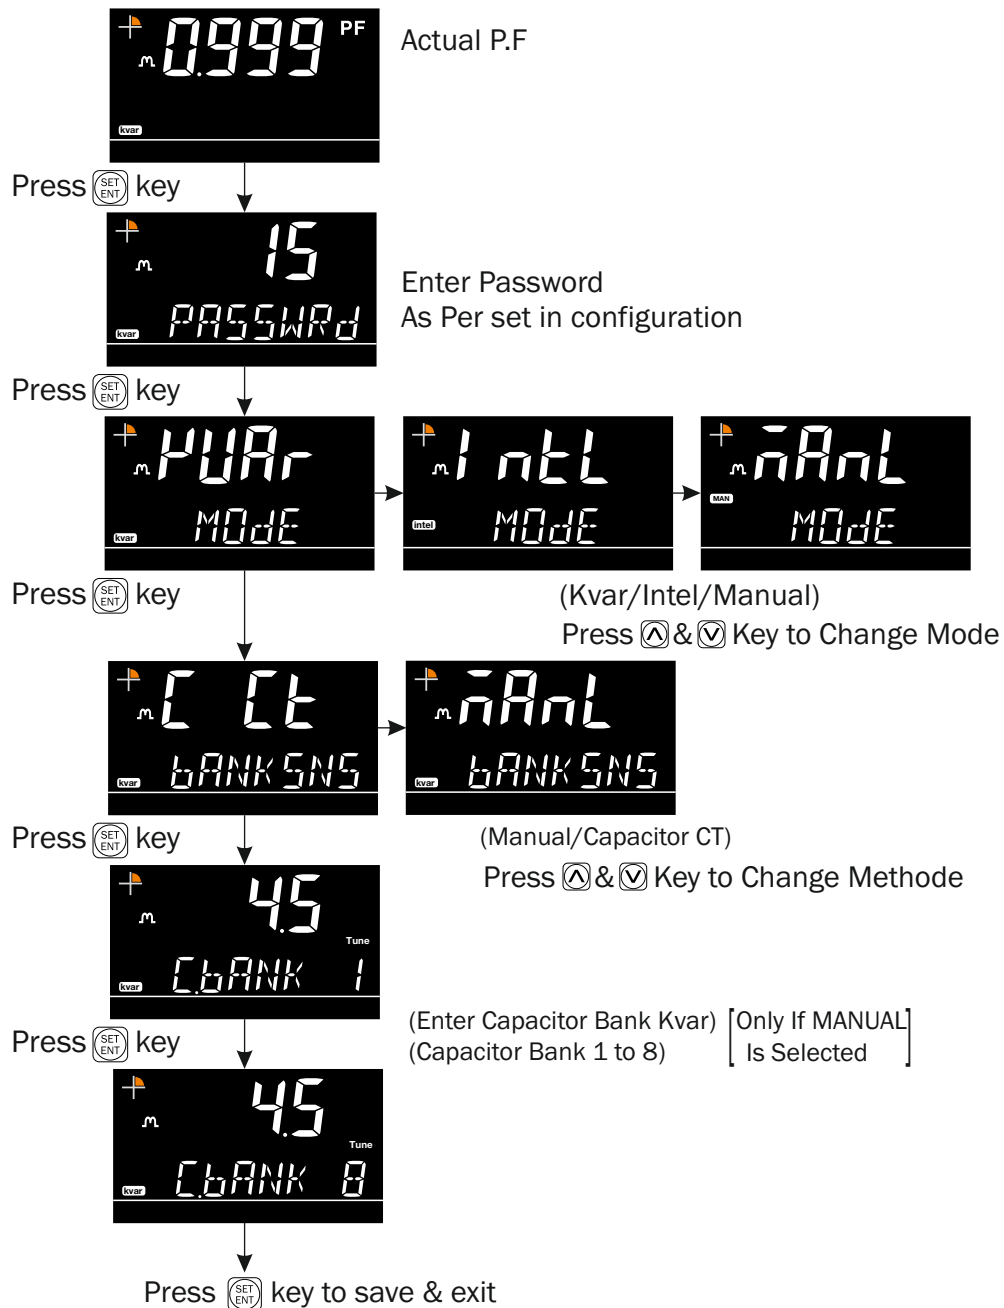 0.999 PF
kvar
Actual P.F
Press SET ENT key
15
PASSWRd
kvar
Enter Password
As Per set in configuration
Press SET ENT key
KVAr
MOdE
kvar
IntL
MOdE
intel
mAnL
MOdE
MAN
Press SET ENT key
(Kvar/Intel/Manual)
Press & Key to Change Mode
C Ct
bANKSNS
kvar
mAnL
bANKSNS
kvar
Press SET ENT key
(Manual/Capacitor CT)
Press & Key to Change Methode
4.5
Tune
C.bANK 1
kvar
Press SET ENT key
(Enter Capacitor Bank Kvar) [Only If MANUAL
(Capacitor Bank 1 to 8) Is Selected]
4.5
Tune
C.bANK 8
kvar
Press SET ENT key to save & exit